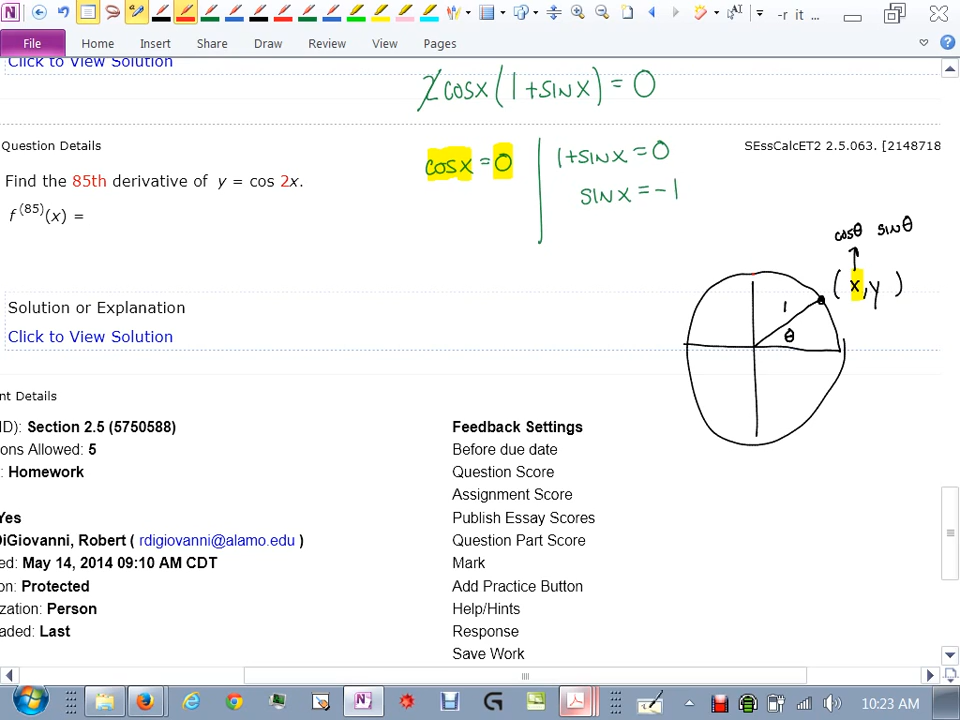 -r it ...
File Home Insert Share Draw Review View Pages
Click to View Solution
2cosx(1+sinx)=0
Question Details
SEssCalcET2 2.5.063. [2148718
cosx=0
1+sinx=0
sinx=-1
Find the 85th derivative of y = cos 2x.
f (85)(x) =
cosθ sinθ
(x,y)
1
θ
Solution or Explanation
Click to View Solution
nt Details
ID): Section 2.5 (5750588)
ons Allowed: 5
: Homework
Yes
DiGiovanni, Robert ( rdigiovanni@alamo.edu )
ed: May 14, 2014 09:10 AM CDT
on: Protected
ization: Person
aded: Last
Feedback Settings
Before due date
Question Score
Assignment Score
Publish Essay Scores
Question Part Score
Mark
Add Practice Button
Help/Hints
Response
Save Work
10:23 AM